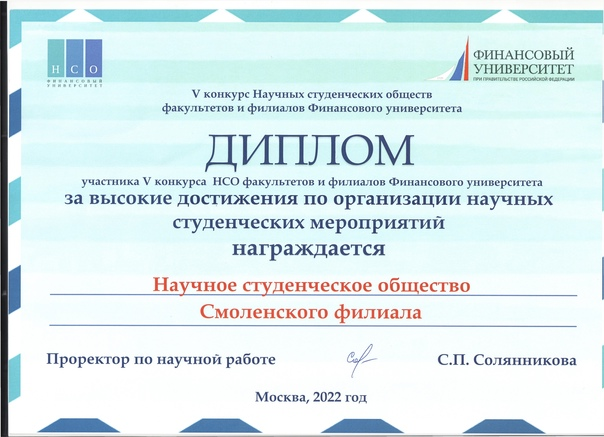 НСО
ФИНАНСОВЫЙ
УНИВЕРСИТЕТ
ФИНАНСОВЫЙ
УНИВЕРСИТЕТ
ПРИ ПРАВИТЕЛЬСТВЕ РОССИЙСКОЙ ФЕДЕРАЦИИ
V конкурс Научных студенческих обществ
факультетов и филиалов Финансового университета
ДИПЛОМ
участника V конкурса НСО факультетов и филиалов Финансового университета
за высокие достижения по организации научных
студенческих мероприятий
награждается
Научное студенческое общество
Смоленского филиала
Проректор по научной работе С.П. Солянникова
Москва, 2022 год